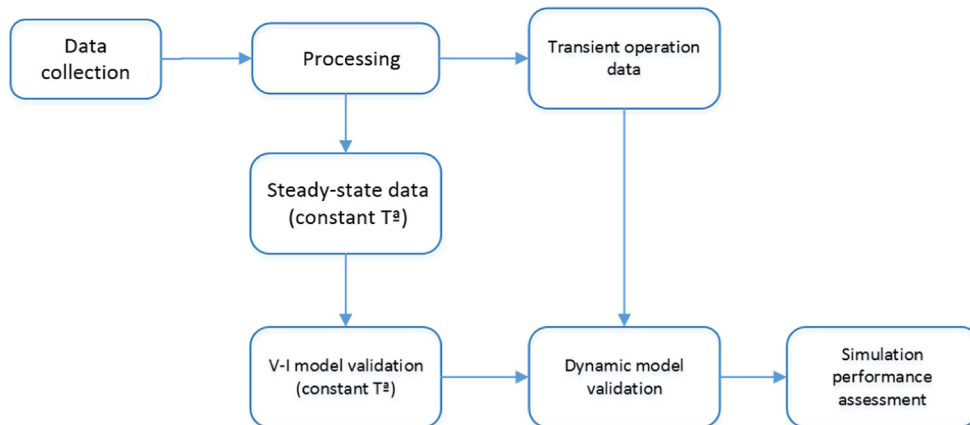 Data
collection
Processing
Transient operation
data
Steady-state data
(constant Tª)
V-I model validation
(constant Tª)
Dynamic model
validation
Simulation
performance
assessment